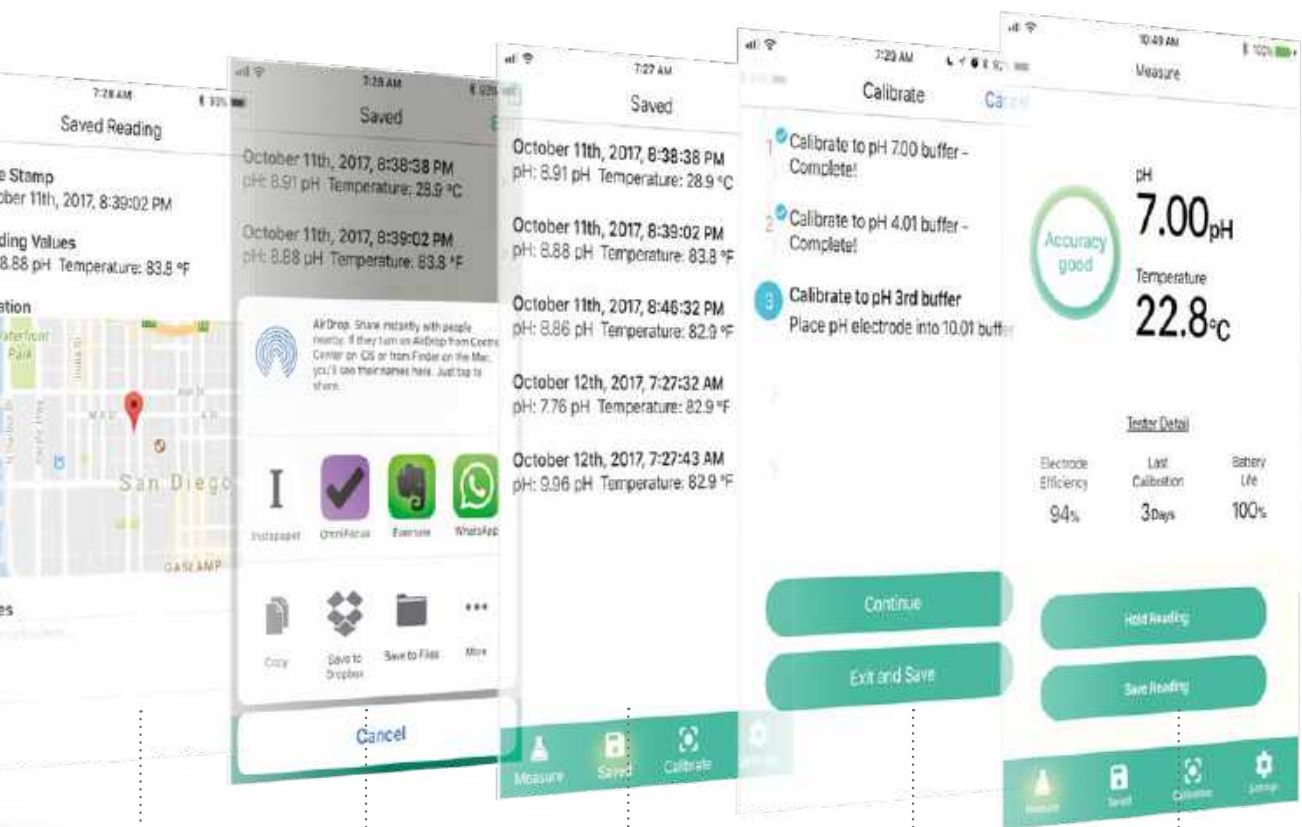 7:28 AM
Saved Reading
e Stamp
ober 11th, 2017, 8:39:02 PM
ding Values
8.88 pH Temperature: 83.8 °F
ation
Park
San Diego
GASLAMP
es
7:28 AM
Saved
October 11th, 2017, 8:38:38 PM
pH: 8.91 pH Temperature: 28.9 °C
October 11th, 2017, 8:39:02 PM
pH: 8.88 pH Temperature: 83.8 °F
AirDrop. Share instantly with people
nearby. If they turn on AirDrop from Contro
Center on iOS or from Finder on the Mac,
you'll see their names here. Just tap to
share.
Instapaper
OmniFocus
Evernote
WhatsApp
Copy
Save to
Dropbox
Save to Files
More
Cancel
7:27 AM
Saved
October 11th, 2017, 8:38:38 PM
pH: 8.91 pH Temperature: 28.9 °C
October 11th, 2017, 8:39:02 PM
pH: 8.88 pH Temperature: 83.8 °F
October 11th, 2017, 8:46:32 PM
pH: 8.86 pH Temperature: 82.9 °F
October 12th, 2017, 7:27:32 AM
pH: 7.76 pH Temperature: 82.9 °F
October 12th, 2017, 7:27:43 AM
pH: 9.96 pH Temperature: 82.9 °F
Measure
Saved
Calibrate
7:29 AM
Calibrate
Cancel
1 Calibrate to pH 7.00 buffer –
Complete!
2 Calibrate to pH 4.01 buffer –
Complete!
3 Calibrate to pH 3rd buffer
Place pH electrode into 10.01 buffer
Continue
Exit and Save
10:49 AM
100%
Measure
Accuracy
good
pH
7.00 pH
Temperature
22.8 °C
Tester Detail
Electrode
Efficiency
94%
Last
Calibration
3 Days
Battery
Life
100%
Hold Reading
Save Reading
Measure
Saved
Calibration
Settings